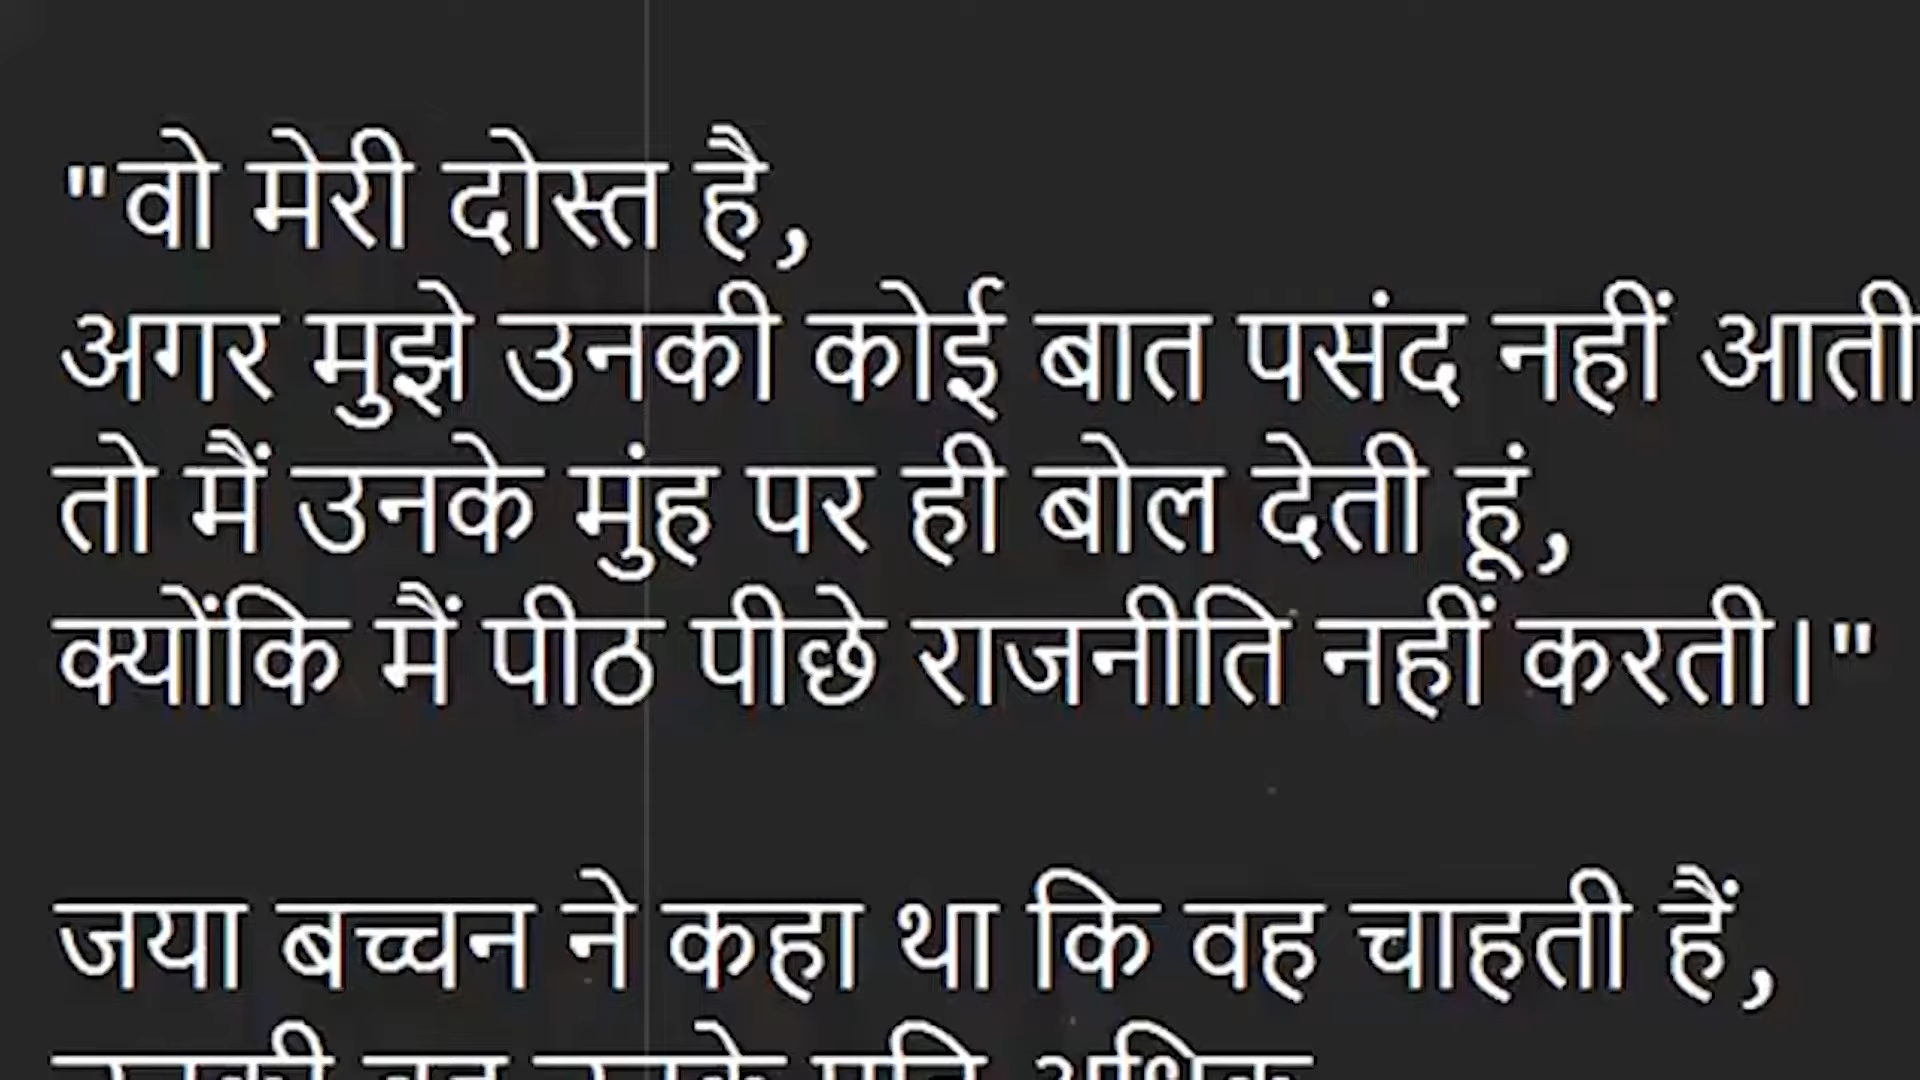 "वो मेरी दोस्त है,
अगर मुझे उनकी कोई बात पसंद नहीं आती
तो मैं उनके मुंह पर ही बोल देती हूं,
क्योंकि मैं पीठ पीछे राजनीति नहीं करती।"
जया बच्चन ने कहा था कि वह चाहती हैं,